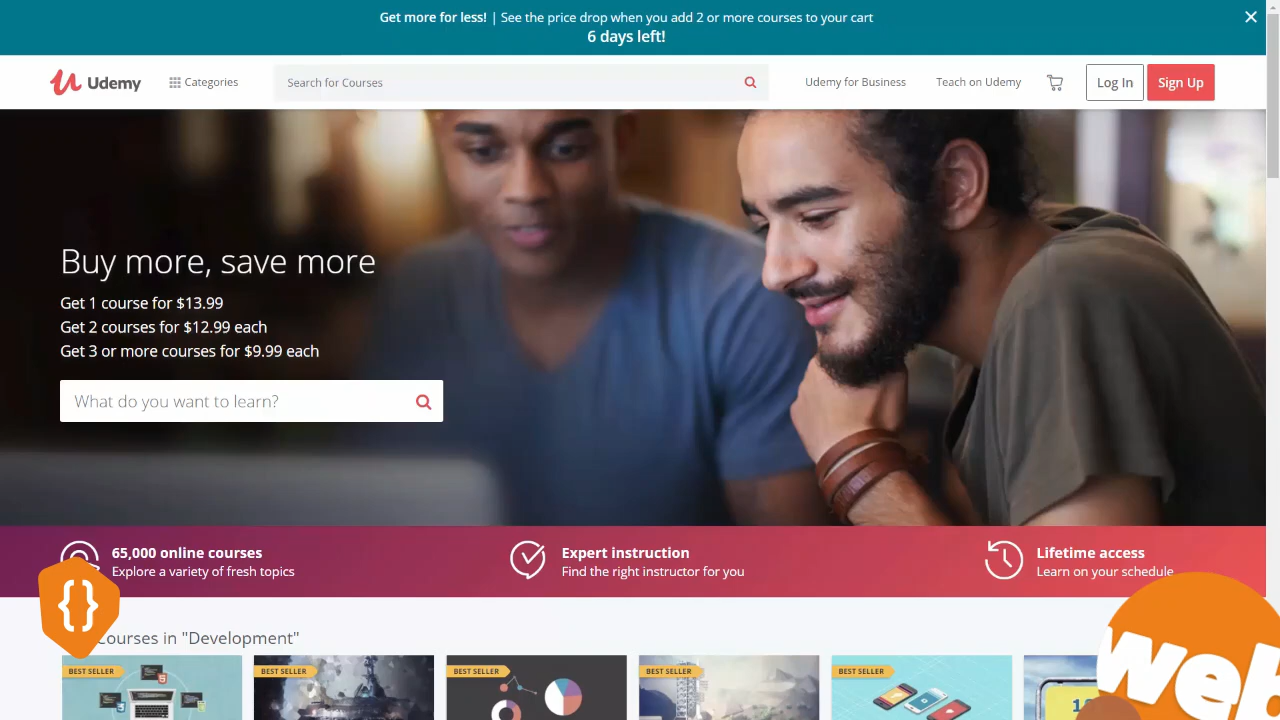 Get more for less! | See the price drop when you add 2 or more courses to your cart
6 days left!
Udemy
Categories
Search for Courses
Udemy for Business
Teach on Udemy
Log In
Sign Up
Buy more, save more
Get 1 course for $13.99
Get 2 courses for $12.99 each
Get 3 or more courses for $9.99 each
What do you want to learn?
65,000 online courses
Explore a variety of fresh topics
Expert instruction
Find the right instructor for you
Lifetime access
Learn on your schedule
Courses in "Development"
BEST SELLER
BEST SELLER
BEST SELLER
BEST SELLER
BEST SELLER
{}
web